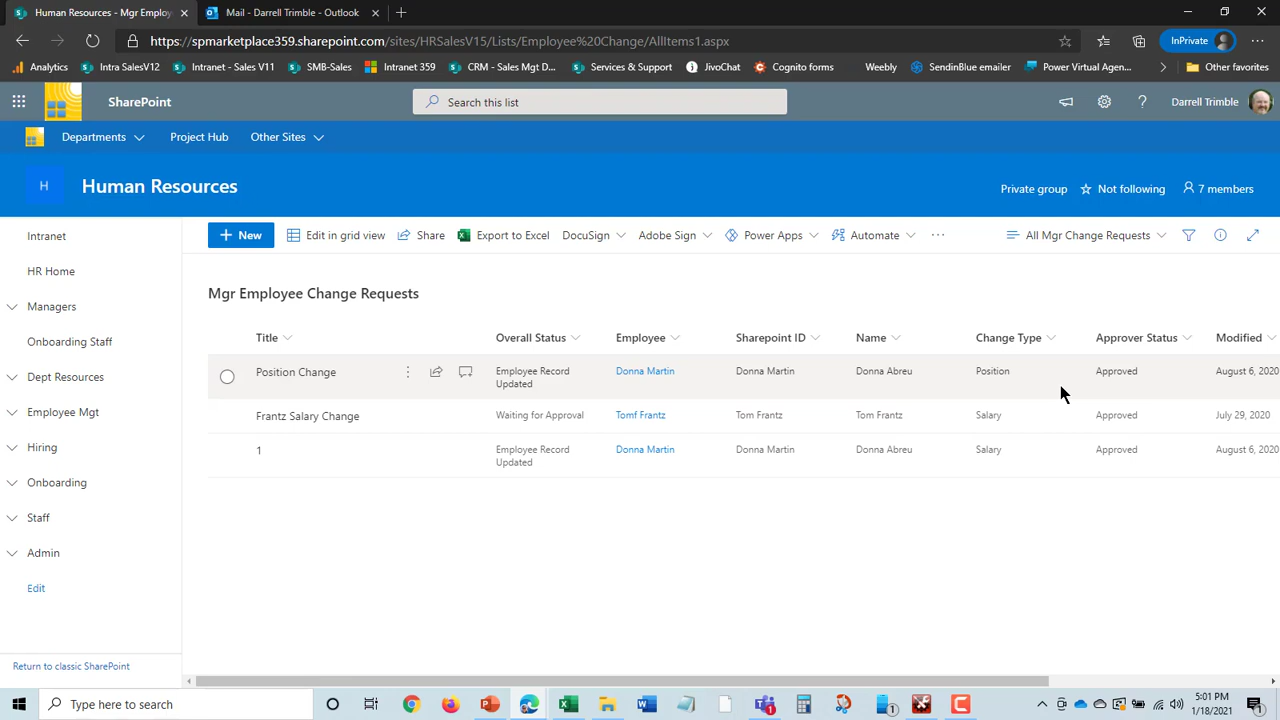 Human Resources - Mgr Employ
Mail - Darrell Trimble - Outlook
https://spmarketplace359.sharepoint.com/sites/HRSalesV15/Lists/Employee%20Change/AllItems1.aspx
InPrivate
Analytics
Intra SalesV12
Intranet - Sales V11
SMB-Sales
Intranet 359
CRM - Sales Mgt D...
Services & Support
JivoChat
Cognito forms
Weebly
SendinBlue emailer
Power Virtual Agen...
Other favorites
SharePoint
Search this list
Darrell Trimble
Departments
Project Hub
Other Sites
H
Human Resources
Private group
Not following
7 members
Intranet
HR Home
Managers
Onboarding Staff
Dept Resources
Employee Mgt
Hiring
Onboarding
Staff
Admin
Edit
Return to classic SharePoint
+ New
Edit in grid view
Share
Export to Excel
DocuSign
Adobe Sign
Power Apps
Automate
...
All Mgr Change Requests
Mgr Employee Change Requests
Title Overall Status Employee Sharepoint ID Name Change Type Approver Status Modified
Position Change Employee Record Donna Martin Donna Martin Donna Abreu Position Approved August 6, 2020
Updated
Frantz Salary Change Waiting for Approval Tomf Frantz Tom Frantz Tom Frantz Salary Approved July 29, 2020
1 Employee Record Donna Martin Donna Martin Donna Abreu Salary Approved August 6, 2020
Updated
Type here to search
5:01 PM
1/18/2021